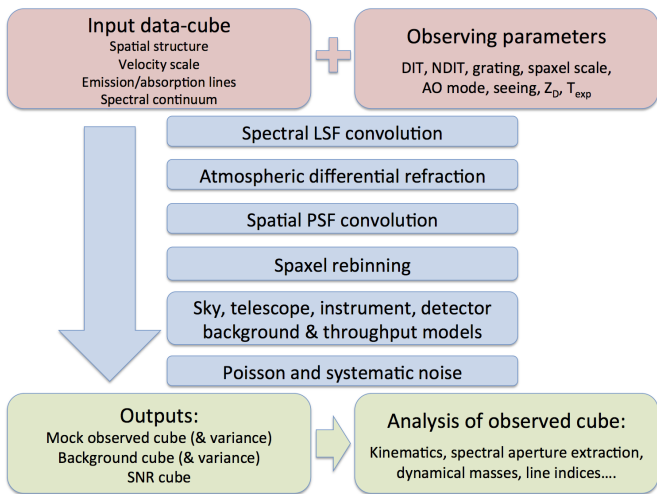 Input data-cube
Spatial structure
Velocity scale
Emission/absorption lines
Spectral continuum
Observing parameters
DIT, NDIT, grating, spaxel scale,
AO mode, seeing, Z_D, T_exp
Spectral LSF convolution
Atmospheric differential refraction
Spatial PSF convolution
Spaxel rebinning
Sky, telescope, instrument, detector
background & throughput models
Poisson and systematic noise
Outputs:
Mock observed cube (& variance)
Background cube (& variance)
SNR cube
Analysis of observed cube:
Kinematics, spectral aperture extraction,
dynamical masses, line indices....